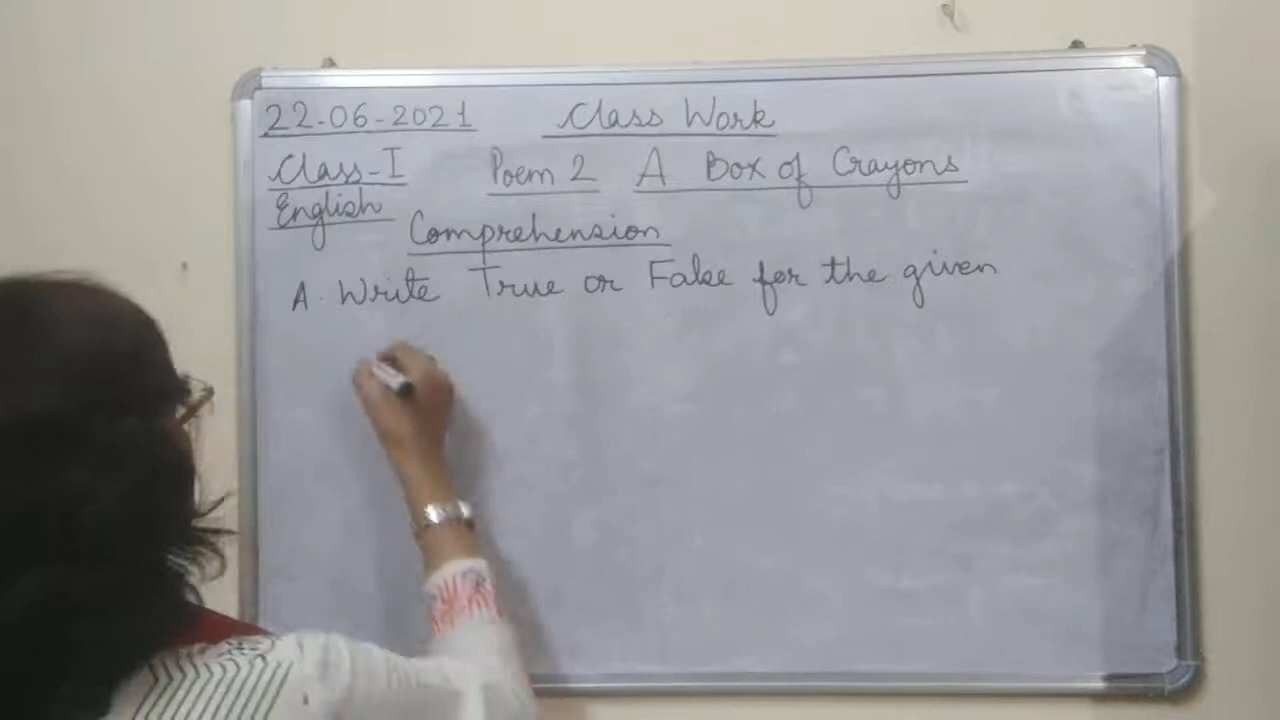 22-06-2021 Class Work
Class-I Poem 2 A Box of Crayons
English
Comprehension
A. Write True or False for the given